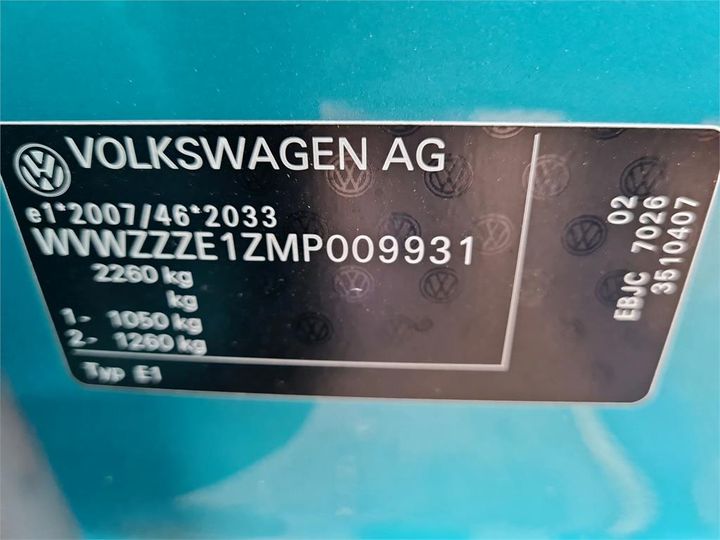 VOLKSWAGEN AG
e1*2007/46*2033
WVWZZZE1ZMP009931
2260 kg
kg
1- 1050 kg
2- 1260 kg
Typ E1
02
EBJC 7026
3510407